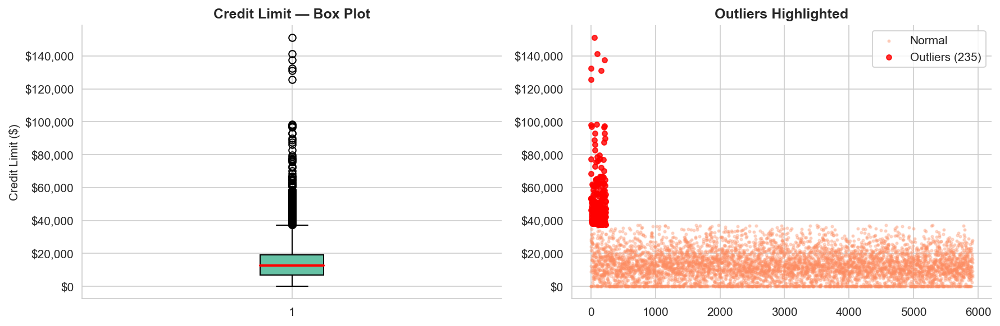 Credit Limit — Box Plot
Credit Limit ($)
$140,000
$120,000
$100,000
$80,000
$60,000
$40,000
$20,000
$0
1
Outliers Highlighted
Normal
Outliers (235)
$140,000
$120,000
$100,000
$80,000
$60,000
$40,000
$20,000
$0
0 1000 2000 3000 4000 5000 6000